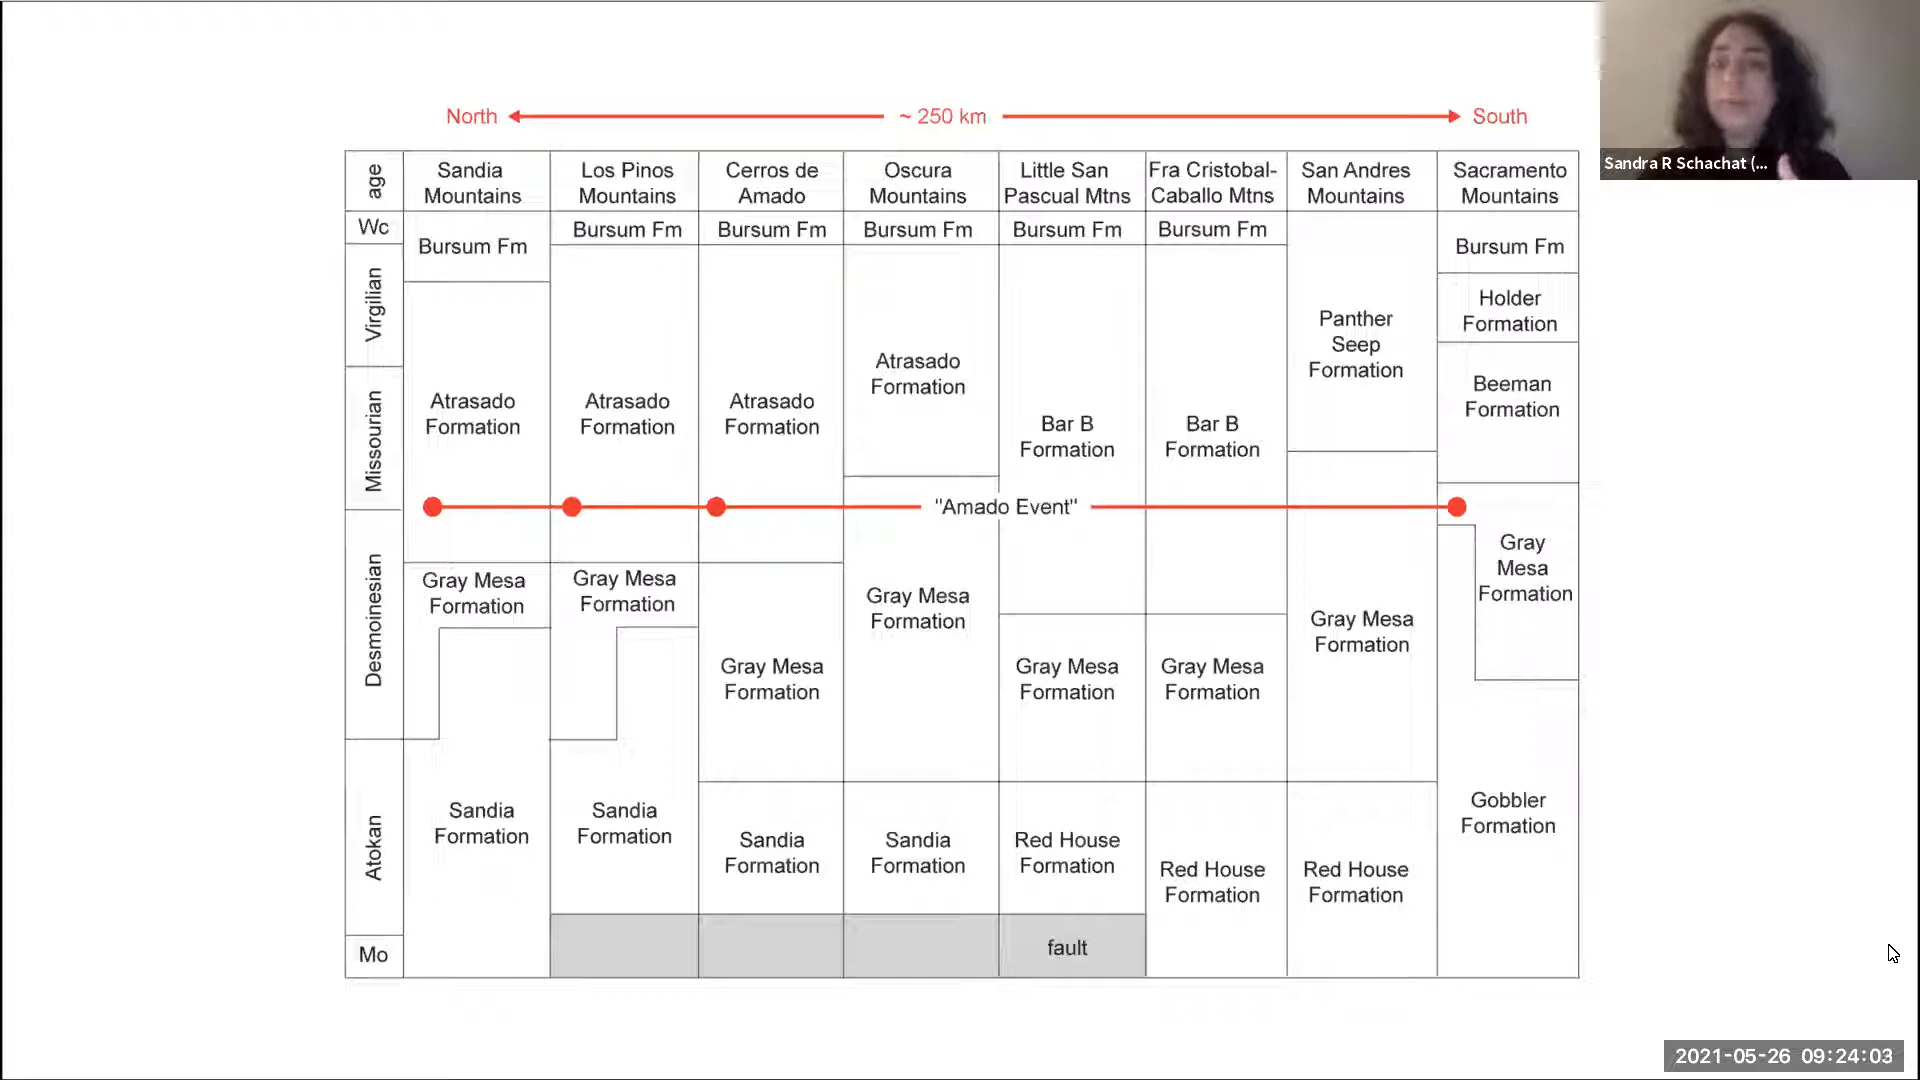 North
~ 250 km
South
Sandra R Schachat (...
age
Sandia
Mountains
Los Pinos
Mountains
Cerros de
Amado
Oscura
Mountains
Little San
Pascual Mtns
Fra Cristobal-
Caballo Mtns
San Andres
Mountains
Sacramento
Mountains
Wc
Bursum Fm
Bursum Fm
Bursum Fm
Bursum Fm
Bursum Fm
Bursum Fm
Bursum Fm
Virgilian
Panther
Seep
Formation
Holder
Formation
Atrasado
Formation
Beeman
Formation
Missourian
Atrasado
Formation
Atrasado
Formation
Atrasado
Formation
Bar B
Formation
Bar B
Formation
"Amado Event"
Desmoinesian
Gray Mesa
Formation
Gray Mesa
Formation
Gray Mesa
Formation
Gray Mesa
Formation
Gray Mesa
Formation
Gray Mesa
Formation
Gray Mesa
Formation
Gray
Mesa
Formation
Atokan
Sandia
Formation
Sandia
Formation
Sandia
Formation
Sandia
Formation
Red House
Formation
Red House
Formation
Red House
Formation
Gobbler
Formation
Mo
fault
2021-05-26 09:24:03